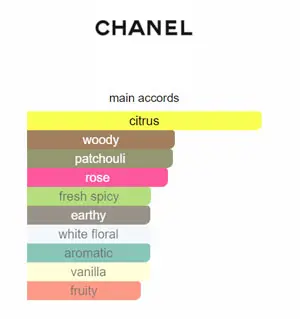 CHANEL
main accords
citrus
woody
patchouli
rose
fresh spicy
earthy
white floral
aromatic
vanilla
fruity